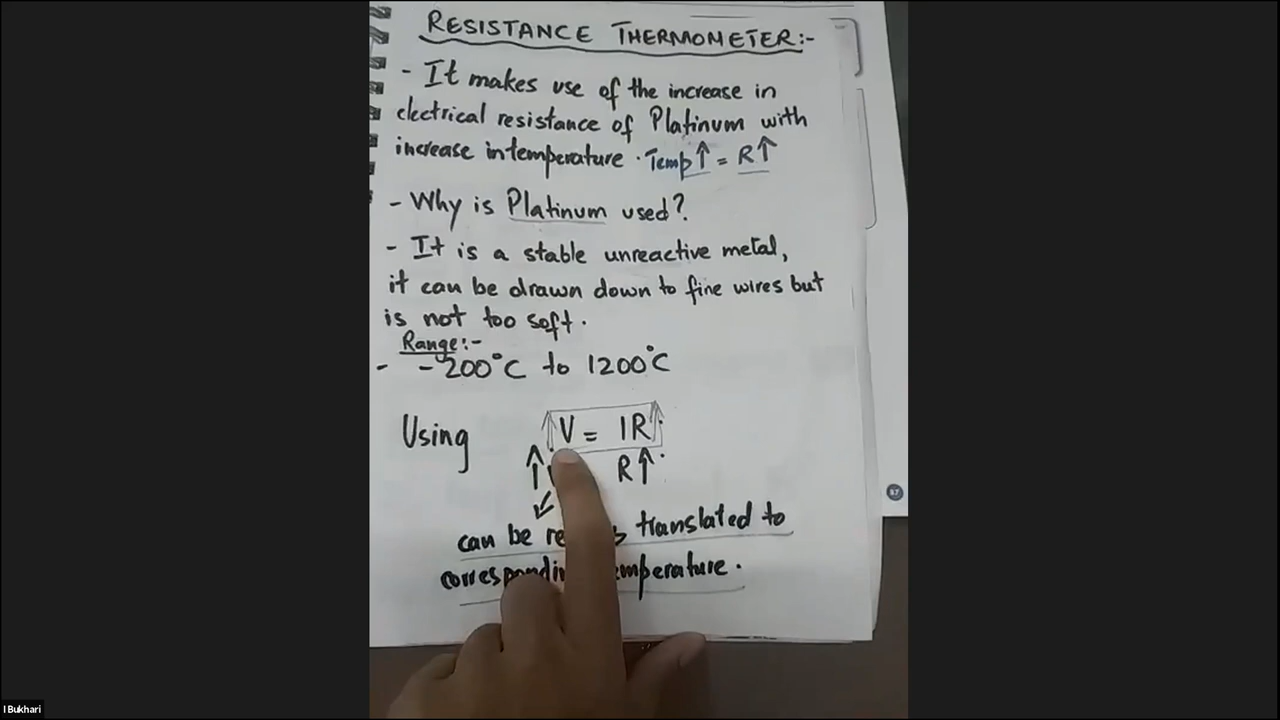 RESISTANCE THERMOMETER:-
- It makes use of the increase in
electrical resistance of Platinum with
increase in temperature. Temp↑ = R↑
- Why is Platinum used?
- It is a stable unreactive metal,
it can be drawn down to fine wires but
is not too soft.
Range:-
- -200°C to 1200°C
Using ↑V = IR↑
↑ R↑
can be translated to
temperature.
I Bukhari